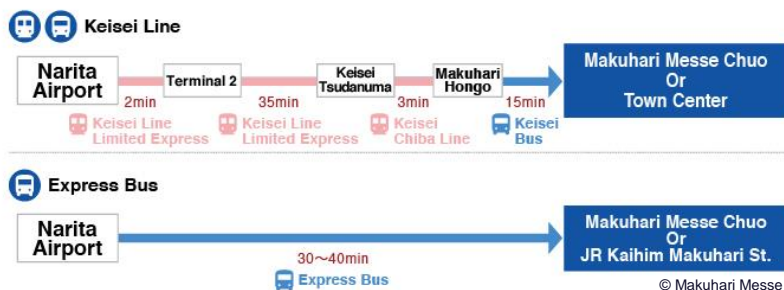 Keisei Line
Narita
Airport
Terminal 2
Keisei
Tsudanuma
Makuhari
Hongo
Makuhari Messe Chuo
Or
Town Center
2min
35min
3min
15min
Keisei Line
Limited Express
Keisei Line
Limited Express
Keisei
Chiba Line
Keisei
Bus
Express Bus
Narita
Airport
30～40min
Express Bus
Makuhari Messe Chuo
Or
JR Kaihim Makuhari St.
© Makuhari Messe